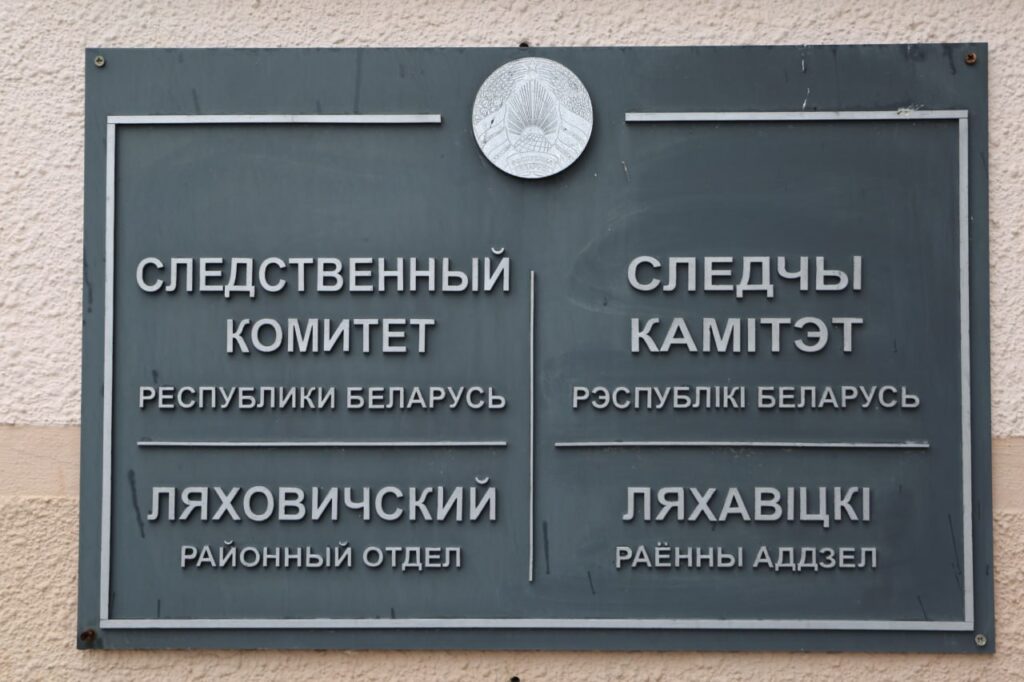 СЛЕДСТВЕННЫЙ
КОМИТЕТ
РЕСПУБЛИКИ БЕЛАРУСЬ
ЛЯХОВИЧСКИЙ
РАЙОННЫЙ ОТДЕЛ
СЛЕДЧЫ
КАМІТЭТ
РЭСПУБЛІКІ БЕЛАРУСЬ
ЛЯХАВІЦКІ
РАЁННЫ АДДЗЕЛ